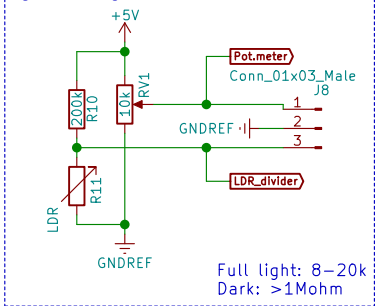 +5V
Pot.meter
Conn_01x03_Male
J8
200k
R10
10k
RV1
1
GNDREF
2
3
LDR
R11
LDR_divider
GNDREF
Full light: 8-20k
Dark: >1Mohm